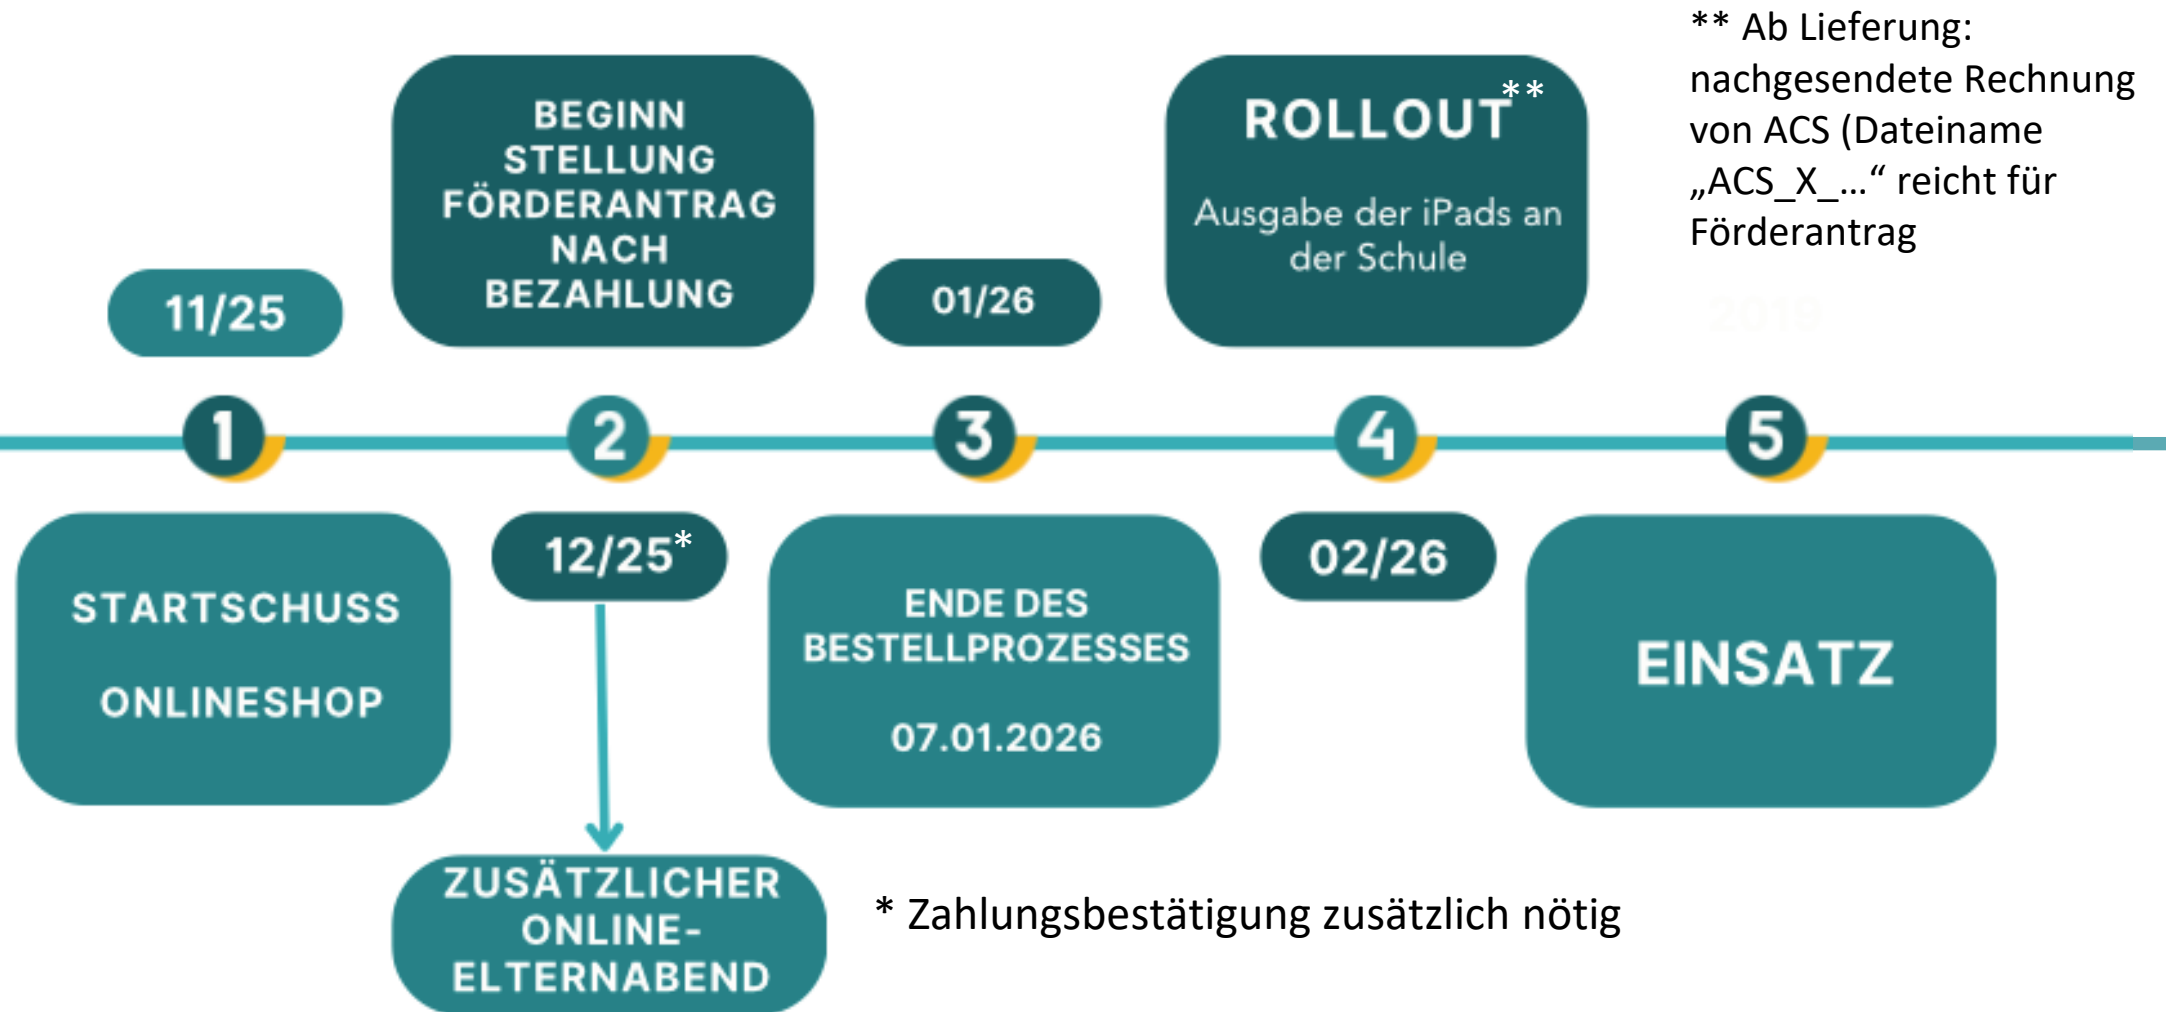 ** Ab Lieferung:
nachgesendete Rechnung
von ACS (Dateiname
„ACS_X_...“ reicht für
Förderantrag
BEGINN
STELLUNG
FÖRDERANTRAG
NACH
BEZAHLUNG
ROLLOUT**
Ausgabe der iPads an
der Schule
11/25
01/26
2019
1
2
3
4
5
12/25*
02/26
STARTSCHUSS
ONLINESHOP
ENDE DES
BESTELLPROZESSES
07.01.2026
EINSATZ
ZUSÄTZLICHER
ONLINE-
ELTERNABEND
* Zahlungsbestätigung zusätzlich nötig